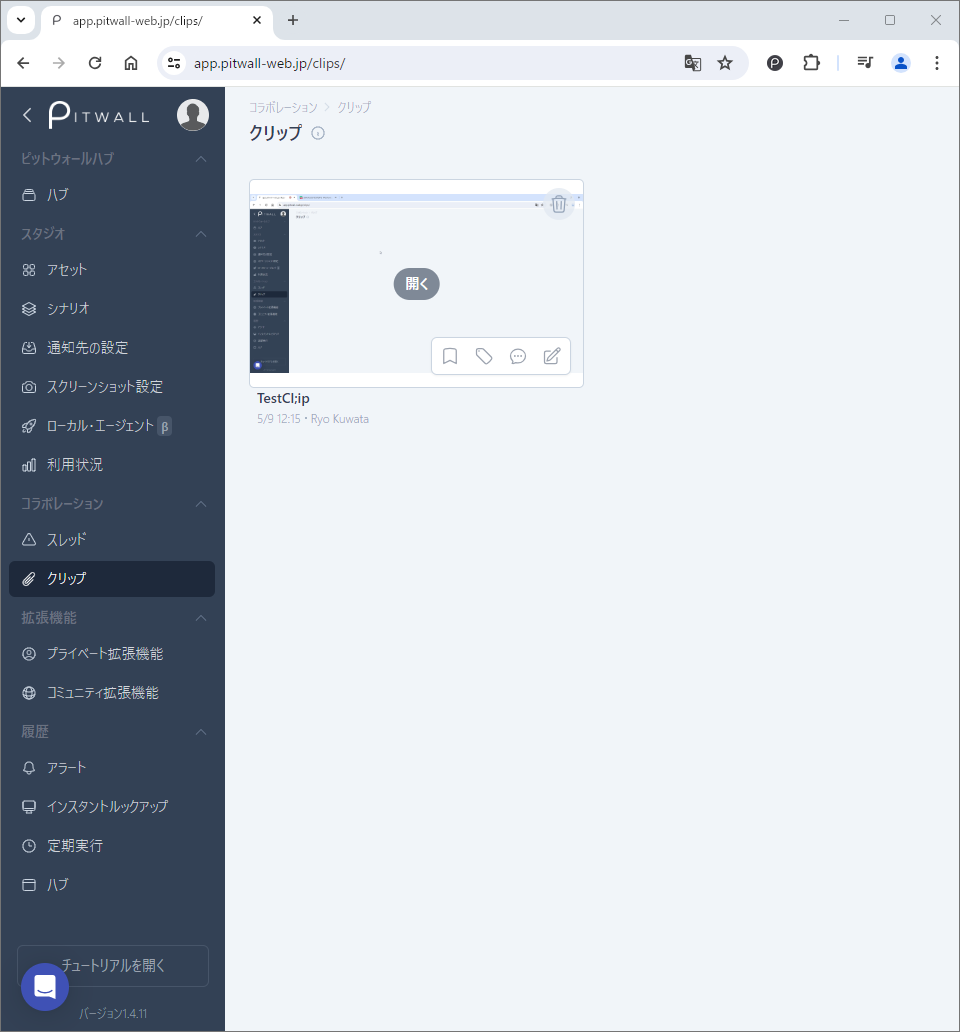 app.pitwall-web.jp/clips/
app.pitwall-web.jp/clips/
PITWALL
ピットウォールハブ
ハブ
スタジオ
アセット
シナリオ
通知先の設定
スクリーンショット設定
ローカル・エージェント β
利用状況
コラボレーション
スレッド
クリップ
拡張機能
プライベート拡張機能
コミュニティ拡張機能
履歴
アラート
インスタントルックアップ
定期実行
ハブ
チュートリアルを開く
バージョン1.4.11
コラボレーション > クリップ
クリップ
開く
TestCl;ip
5/9 12:15・Ryo Kuwata